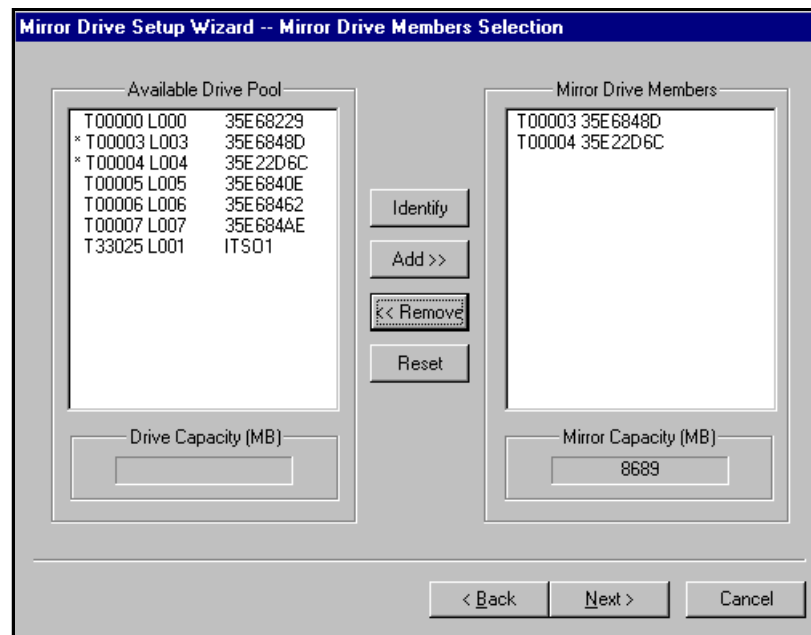 Mirror Drive Setup Wizard -- Mirror Drive Members Selection
Available Drive Pool
T00000 L000 35E68229
* T00003 L003 35E6848D
* T00004 L004 35E22D6C
T00005 L005 35E6840E
T00006 L006 35E68462
T00007 L007 35E684AE
T33025 L001 ITSO1
Drive Capacity (MB)
Identify
Add >>
<< Remove
Reset
Mirror Drive Members
T00003 35E6848D
T00004 35E22D6C
Mirror Capacity (MB)
8689
< Back
Next >
Cancel